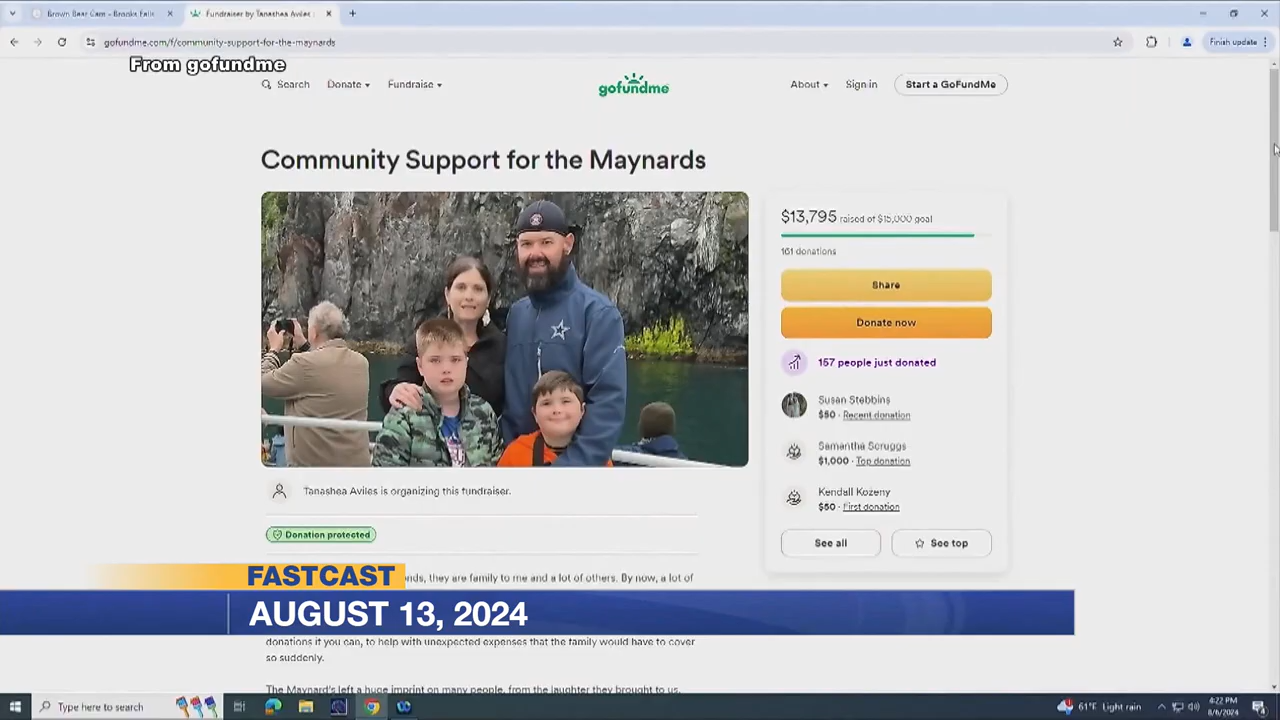 Brown Bear Cam - Brooks Falls
Fundraiser by Tanashea Aviles :
gofundme.com/f/community-support-for-the-maynards
Finish update
From gofundme
Search
Donate
Fundraise
gofundme
About
Sign in
Start a GoFundMe
Community Support for the Maynards
$13,795 raised of $15,000 goal
161 donations
Share
Donate now
157 people just donated
Susan Stebbins
$50 · Recent donation
Samantha Scruggs
$1,000 · Top donation
Kendall Kozeny
$50 · First donation
See all
See top
Tanashea Aviles is organizing this fundraiser.
Donation protected
nds, they are family to me and a lot of others. By now, a lot of
FASTCAST
AUGUST 13, 2024
donations if you can, to help with unexpected expenses that the family would have to cover
so suddenly.
The Maynard's left a huge imprint on many people, from the laughter they brought to us,
Type here to search
61°F Light rain
4:22 PM
8/6/2024